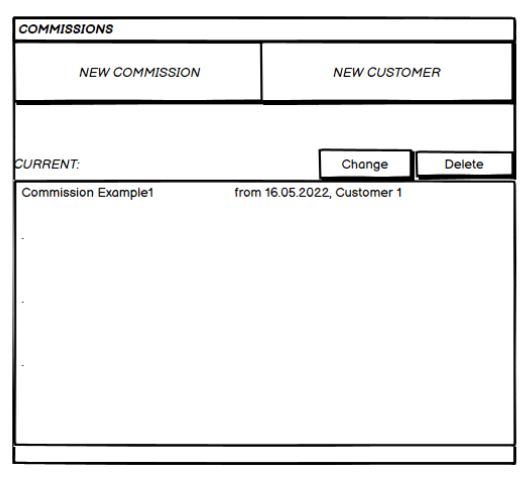 COMMISSIONS
NEW COMMISSION NEW CUSTOMER
CURRENT: Change Delete
Commission Example1 from 16.05.2022, Customer 1
.
.
.